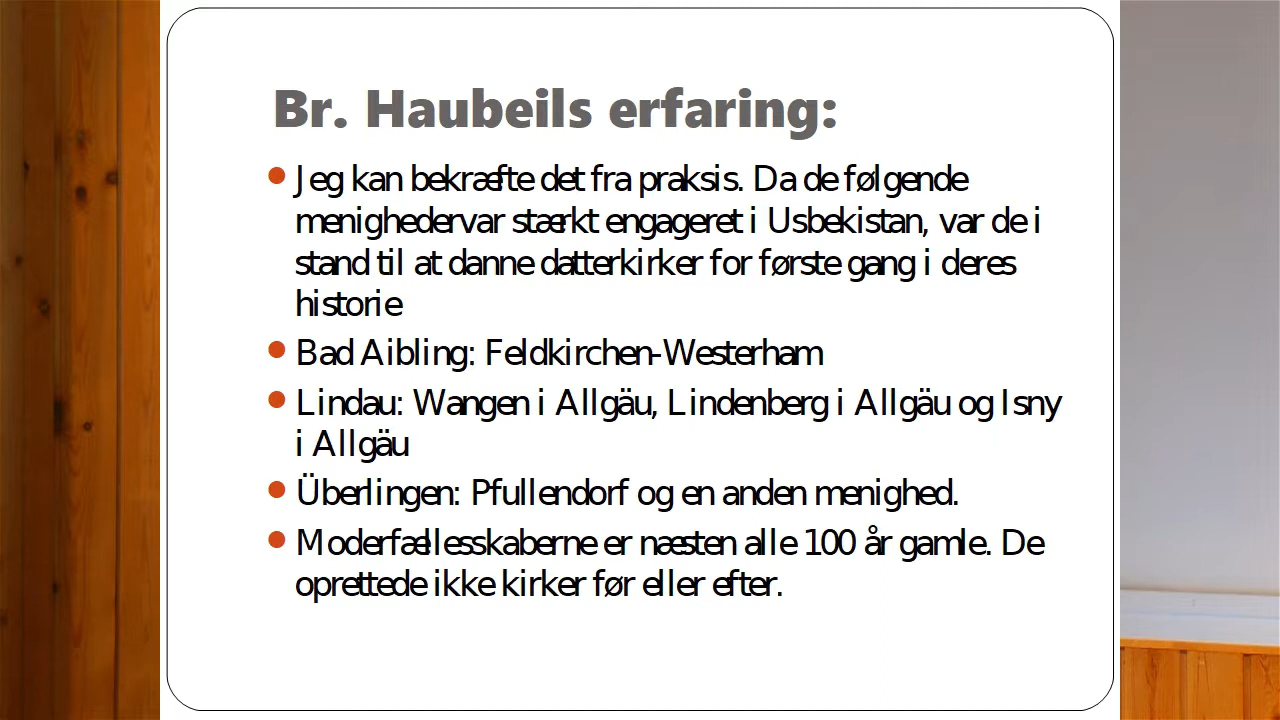 Br. Haubeils erfaring:
Jeg kan bekræfte det fra praksis. Da de følgende
menighedervar stærkt engageret i Usbekistan, var de i
stand til at danne datterkirker for første gang i deres
historie
Bad Aibling: Feldkirchen-Westerham
Lindau: Wangen i Allgäu, Lindenberg i Allgäu og Isny
i Allgäu
Überlingen: Pfullendorf og en anden menighed.
Moderfællesskaberne er næsten alle 100 år gamle. De
oprettede ikke kirker før eller efter.